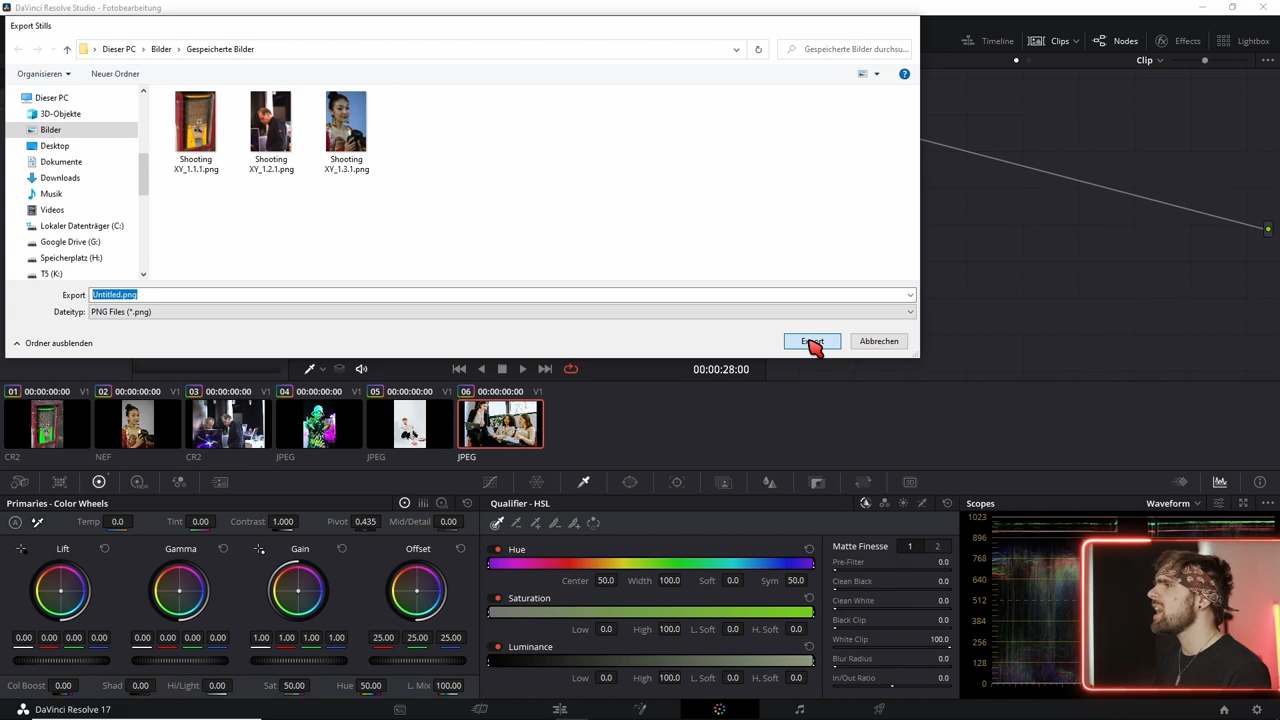 DaVinci Resolve Studio - Fotobearbeitung
Export Stills
Dieser PC
Bilder
Gespeicherte Bilder
Gespeicherte Bilder durchsu...
Organisieren
Neuer Ordner
Dieser PC
3D-Objekte
Bilder
Desktop
Dokumente
Downloads
Musik
Videos
Lokaler Datenträger (C:)
Google Drive (G:)
Speicherplatz (H:)
T5 (K:)
Shooting
XY_1.1.1.png
Shooting
XY_1.2.1.png
Shooting
XY_1.3.1.png
Export
Untitled.png
Dateityp:
PNG Files (*.png)
Ordner ausblenden
Export
Abbrechen
Timeline
Clips
Nodes
Effects
Lightbox
Clip
00:00:28:00
01 00:00:00:00 V1
02 00:00:00:00 V1
03 00:00:00:00 V1
04 00:00:00:00 V1
05 00:00:00:00 V1
06 00:00:00:00 V1
CR2
NEF
CR2
JPEG
JPEG
JPEG
Primaries - Color Wheels
Temp 0.0
Tint 0.00
Contrast 1.000
Pivot 0.435
Mid/Detail 0.00
Lift
Gamma
Gain
Offset
0.00 0.00 0.00 0.00
0.00 0.00 0.00 0.00
1.00 1.00 1.00 1.00
25.00 25.00 25.00
Col Boost 0.00
Shad 0.00
Hi/Light 0.00
Sat 50.00
Hue 50.00
L. Mix 100.00
Qualifier - HSL
Hue
Center 50.0
Width 100.0
Soft 0.0
Sym 50.0
Saturation
Low 0.0
High 100.0
L. Soft 0.0
H. Soft 0.0
Luminance
Low 0.0
High 100.0
L. Soft 0.0
H. Soft 0.0
Matte Finesse 1 2
Pre-Filter 0.0
Clean Black 0.0
Clean White 0.0
Black Clip 0.0
White Clip 100.0
Blur Radius 0.0
In/Out Ratio 0.0
Scopes
Waveform
1023
896
768
640
512
384
256
128
0
DaVinci Resolve 17